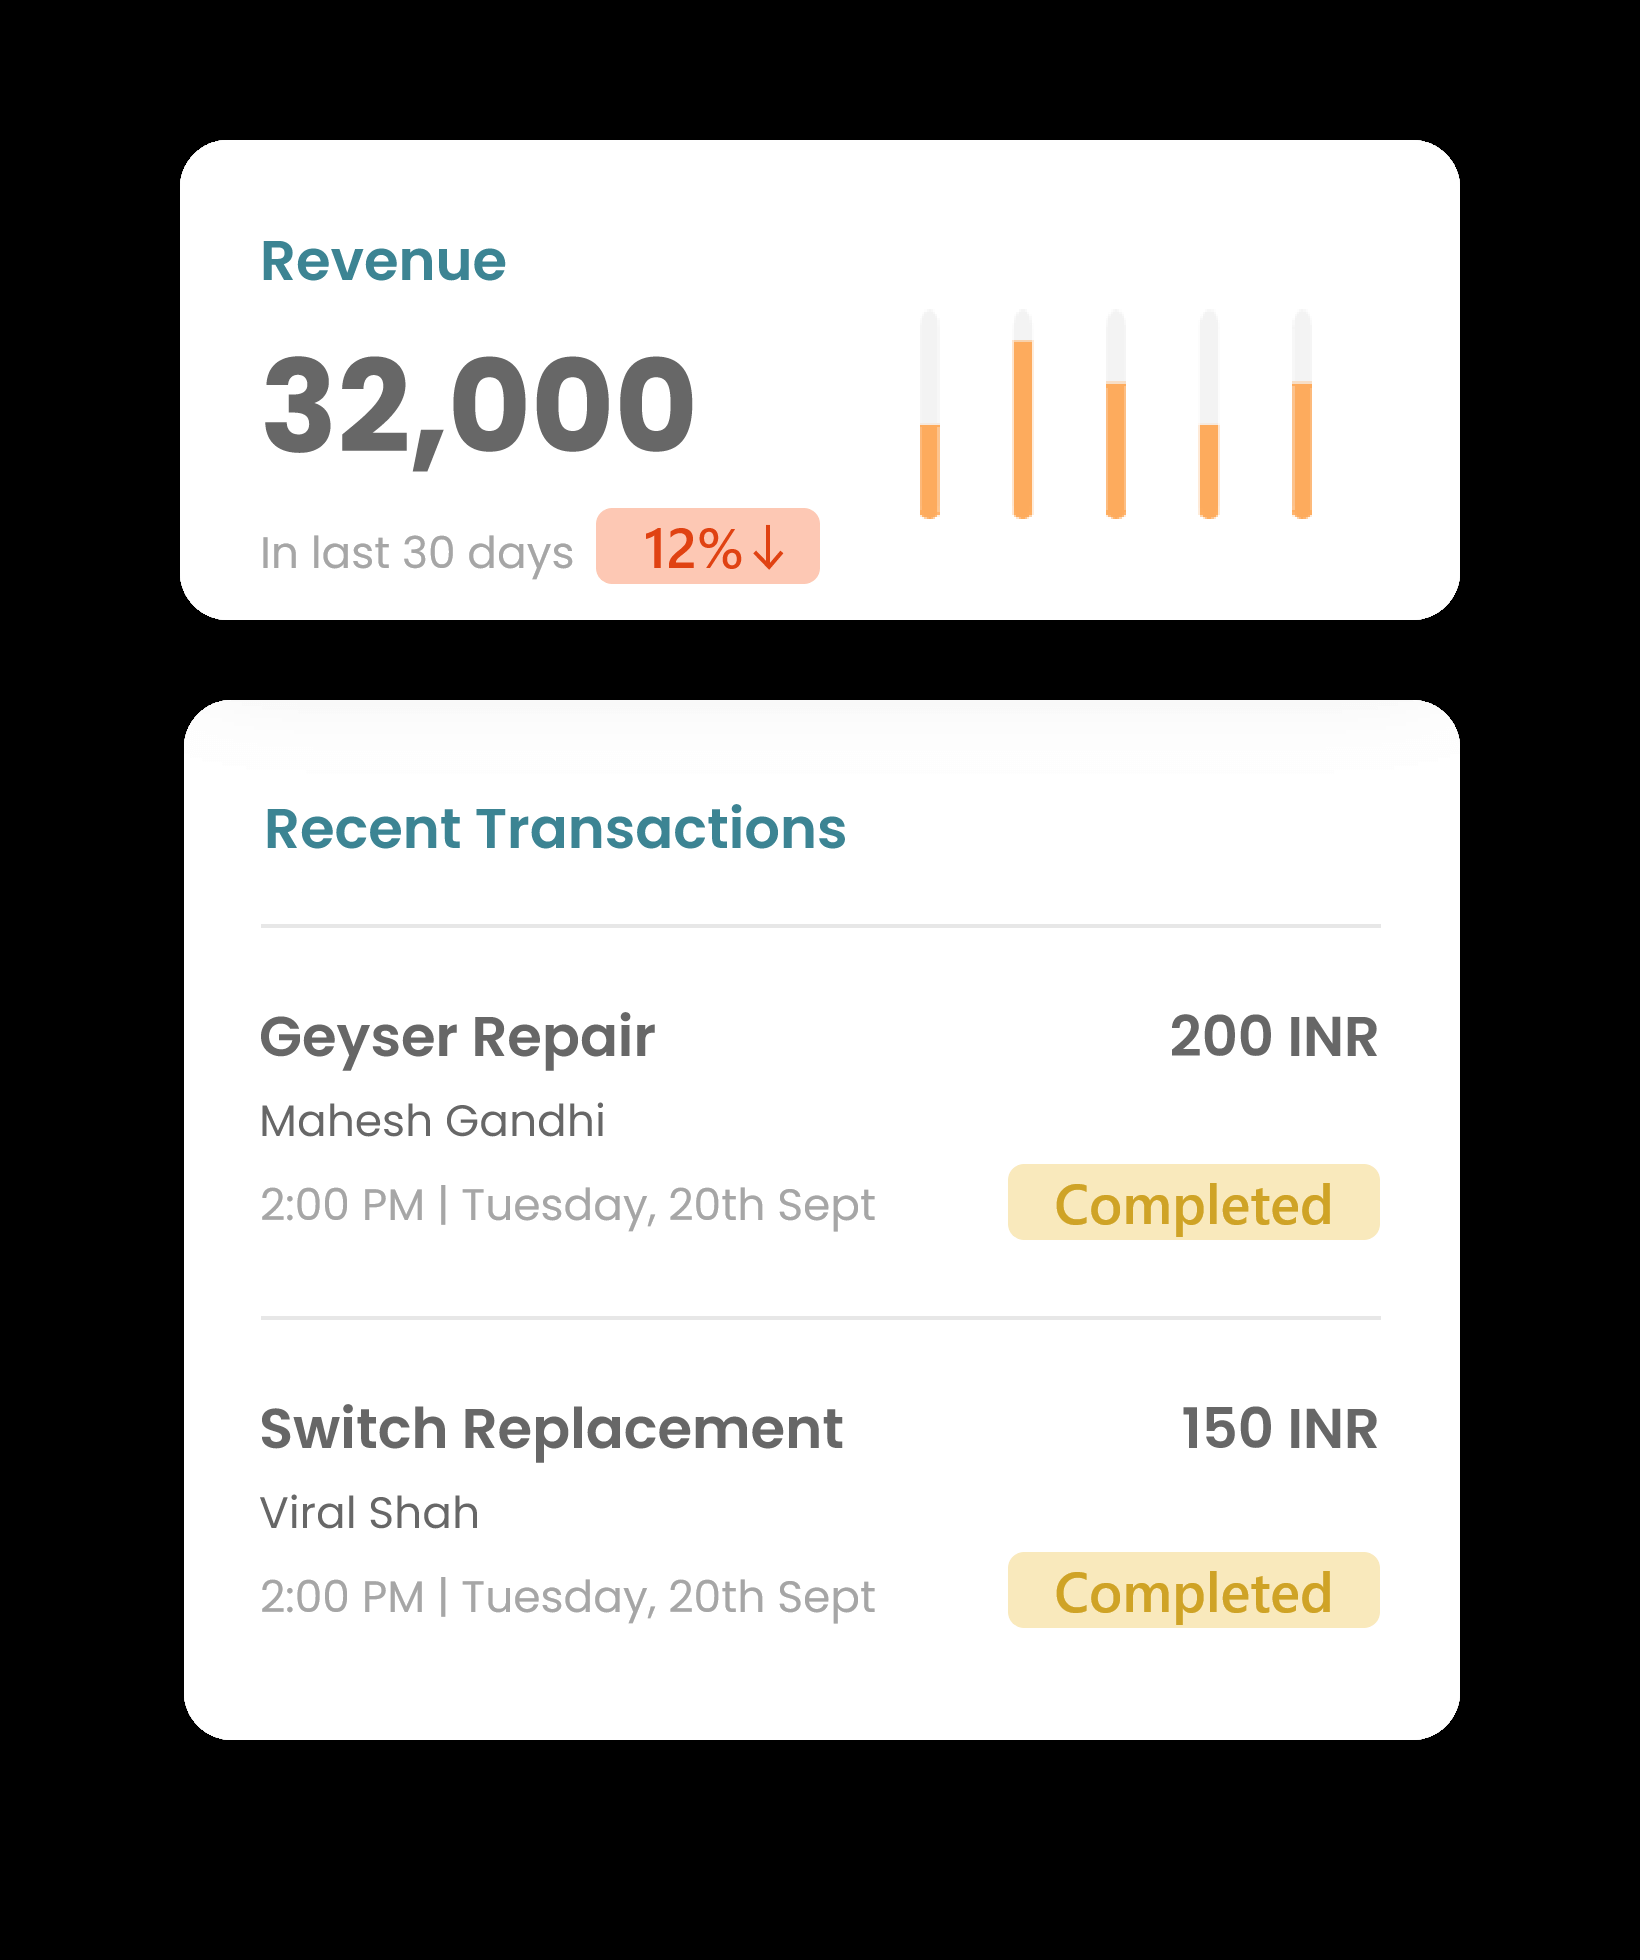 Revenue
32,000
In last 30 days 12%↓
Recent Transactions
Geyser Repair 200 INR
Mahesh Gandhi
2:00 PM | Tuesday, 20th Sept Completed
Switch Replacement 150 INR
Viral Shah
2:00 PM | Tuesday, 20th Sept Completed